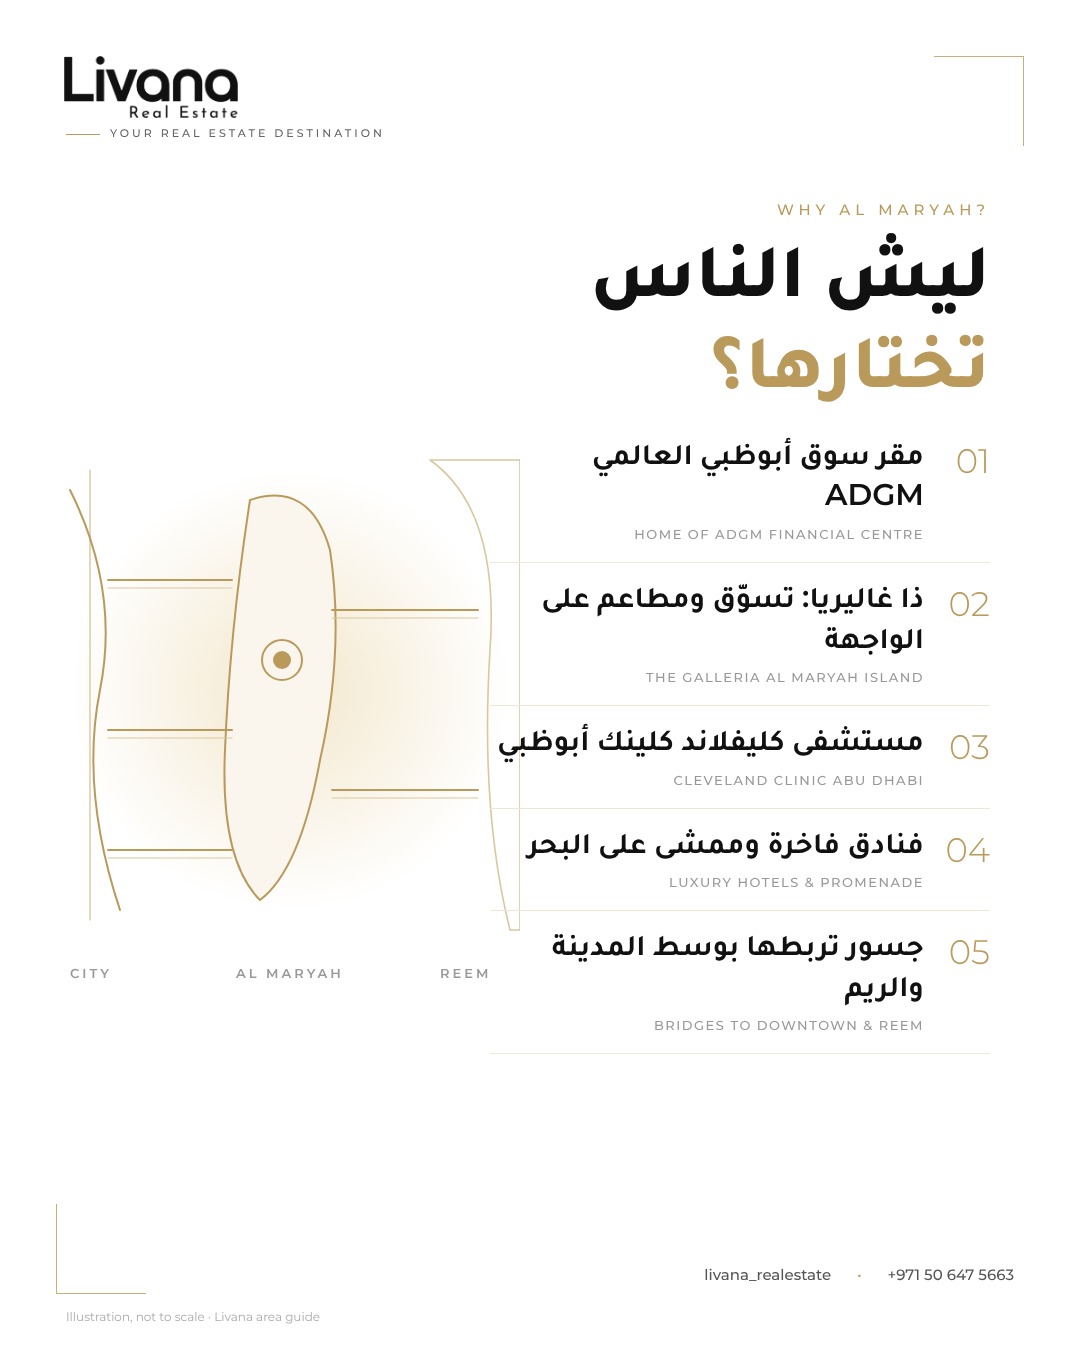 Livana
Real Estate
YOUR REAL ESTATE DESTINATION
WHY AL MARYAH?
ليش الناس
تختارها؟
01
مقر سوق أبوظبي العالمي
ADGM
HOME OF ADGM FINANCIAL CENTRE
02
ذا غاليريا: تسوّق ومطاعم على
الواجهة
THE GALLERIA AL MARYAH ISLAND
03
مستشفى كليفلاند كلينك أبوظبي
CLEVELAND CLINIC ABU DHABI
04
فنادق فاخرة وممشى على البحر
LUXURY HOTELS & PROMENADE
05
جسور تربطها بوسط المدينة
والريم
BRIDGES TO DOWNTOWN & REEM
CITY AL MARYAH REEM
livana_realestate · +971 50 647 5663
Illustration, not to scale · Livana area guide